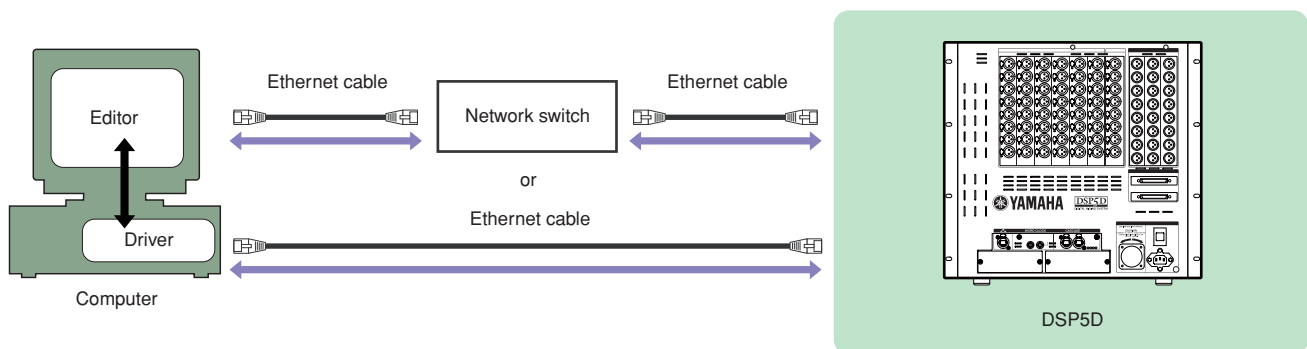 Ethernet cable
Ethernet cable
Editor
Network switch
or
Ethernet cable
Driver
Computer
YAMAHA
DSP5D
DSP5D